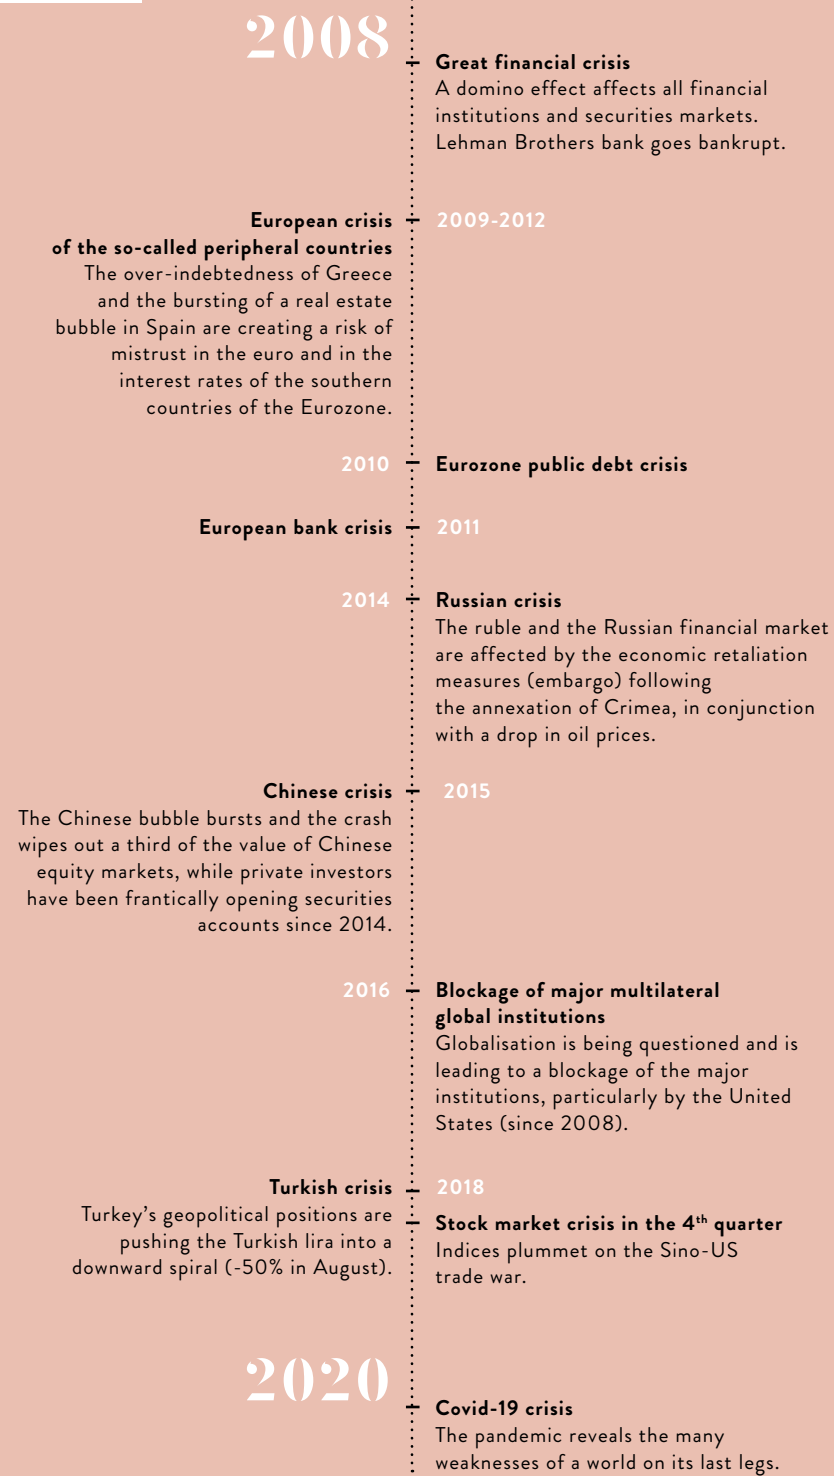 2008
Great financial crisis
A domino effect affects all financial
institutions and securities markets.
Lehman Brothers bank goes bankrupt.
European crisis
of the so-called peripheral countries
2009-2012
The over-indebtedness of Greece
and the bursting of a real estate
bubble in Spain are creating a risk of
mistrust in the euro and in the
interest rates of the southern
countries of the Eurozone.
2010
Eurozone public debt crisis
European bank crisis
2011
2014
Russian crisis
The ruble and the Russian financial market
are affected by the economic retaliation
measures (embargo) following
the annexation of Crimea, in conjunction
with a drop in oil prices.
Chinese crisis
2015
The Chinese bubble bursts and the crash
wipes out a third of the value of Chinese
equity markets, while private investors
have been frantically opening securities
accounts since 2014.
2016
Blockage of major multilateral
global institutions
Globalisation is being questioned and is
leading to a blockage of the major
institutions, particularly by the United
States (since 2008).
Turkish crisis
2018
Turkey's geopolitical positions are
pushing the Turkish lira into a
downward spiral (-50% in August).
Stock market crisis in the 4th quarter
Indices plummet on the Sino-US
trade war.
2020
Covid-19 crisis
The pandemic reveals the many
weaknesses of a world on its last legs.